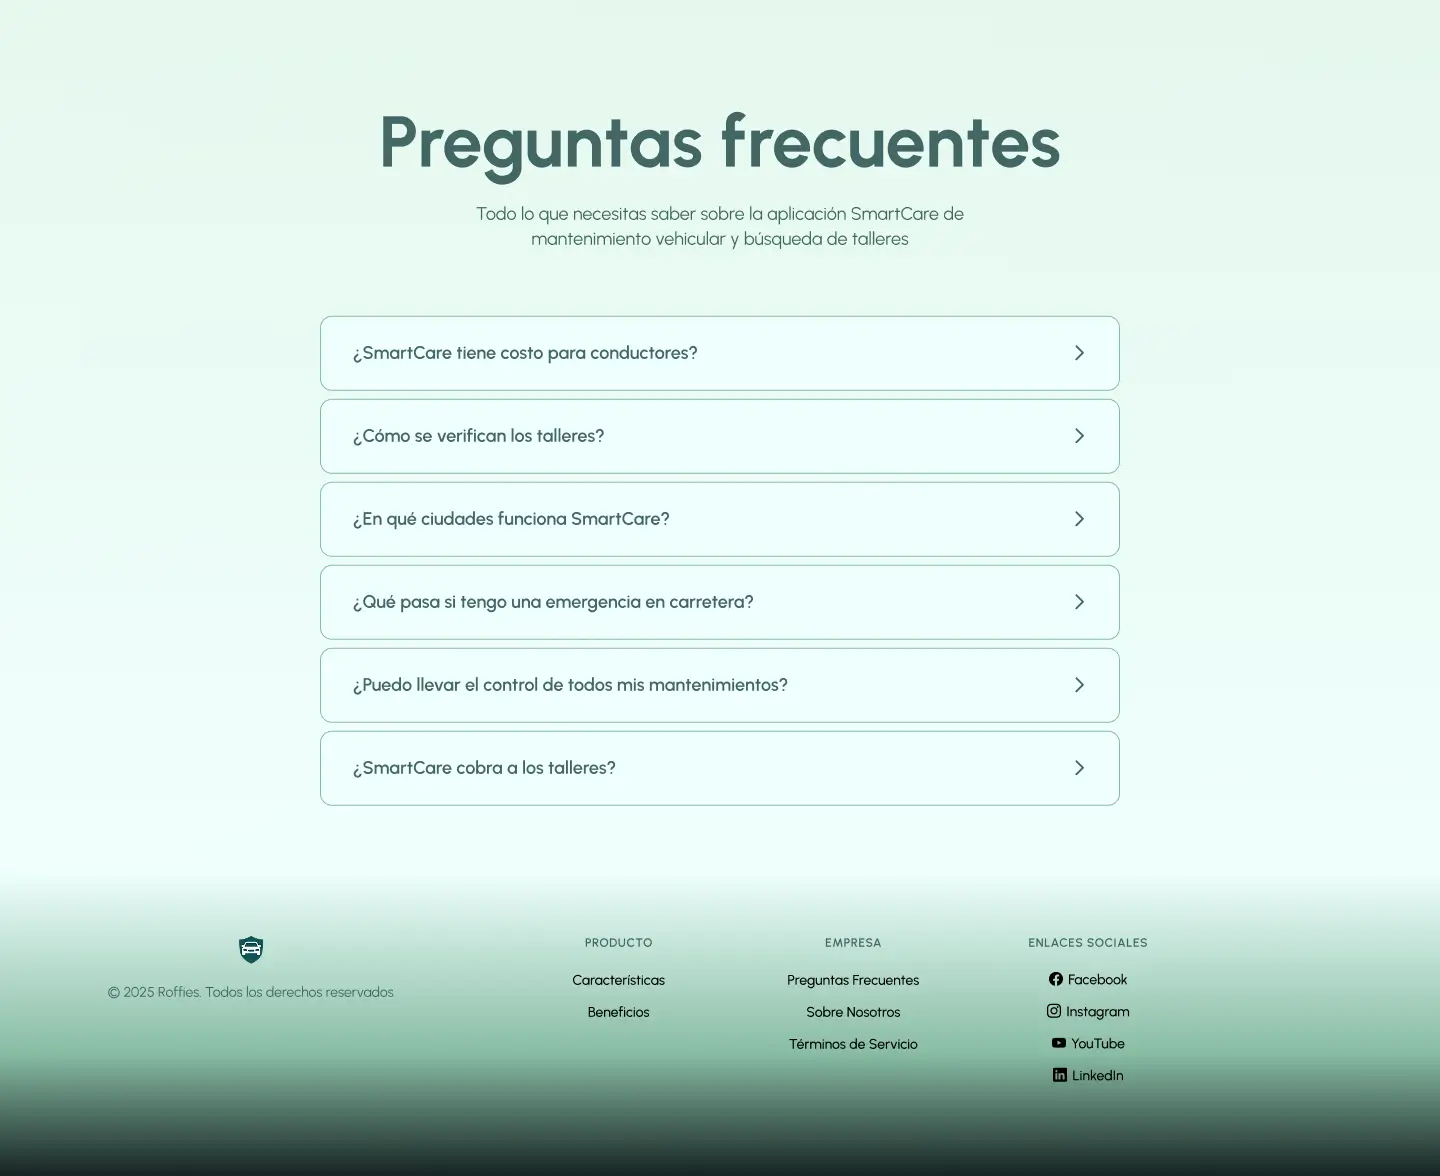 Preguntas frecuentes
Todo lo que necesitas saber sobre la aplicación SmartCare de
mantenimiento vehicular y búsqueda de talleres
¿SmartCare tiene costo para conductores?
¿Cómo se verifican los talleres?
¿En qué ciudades funciona SmartCare?
¿Qué pasa si tengo una emergencia en carretera?
¿Puedo llevar el control de todos mis mantenimientos?
¿SmartCare cobra a los talleres?
© 2025 Roffies. Todos los derechos reservados
PRODUCTO
Características
Beneficios
EMPRESA
Preguntas Frecuentes
Sobre Nosotros
Términos de Servicio
ENLACES SOCIALES
Facebook
Instagram
YouTube
LinkedIn